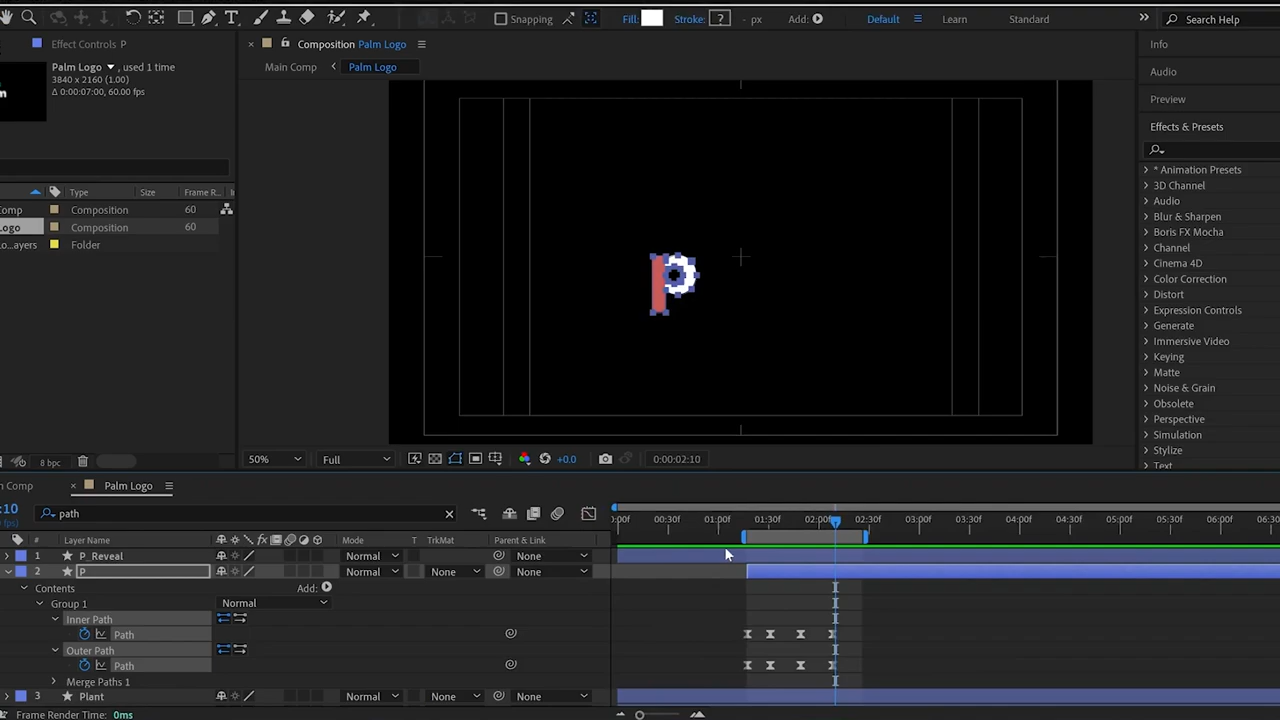 Snapping
Fill:
Stroke: ? - px
Add:
Default
Learn
Standard
Search Help
Effect Controls P
Composition Palm Logo
Info
Palm Logo , used 1 time
Main Comp
Palm Logo
3840 x 2160 (1.00)
Audio
Δ 0:00:07:00, 60.00 fps
Preview
Effects & Presets
* Animation Presets
3D Channel
Type Size Frame R..
Audio
Comp Composition 60
Blur & Sharpen
Logo Composition 60
Boris FX Mocha
o...ayers Folder
Channel
Cinema 4D
Color Correction
Distort
Expression Controls
Generate
Immersive Video
Keying
Matte
Noise & Grain
Obsolete
Perspective
Simulation
Stylize
Text
p
8 bpc
50%
Full
+0.0
0:00:02:10
n Comp
Palm Logo
:10
path
:00f 00:30f 01:00f 01:30f 02:00f 02:30f 03:00f 03:30f 04:00f 04:30f 05:00f 05:30f 06:00f 06:30
# Layer Name Mode T TrkMat Parent & Link
1 P_Reveal Normal None
2 P Normal None None
Contents Add:
Group 1 Normal
Inner Path
Path
Outer Path
Path
Merge Paths 1
3 Plant Normal None None
Frame Render Time: 0ms